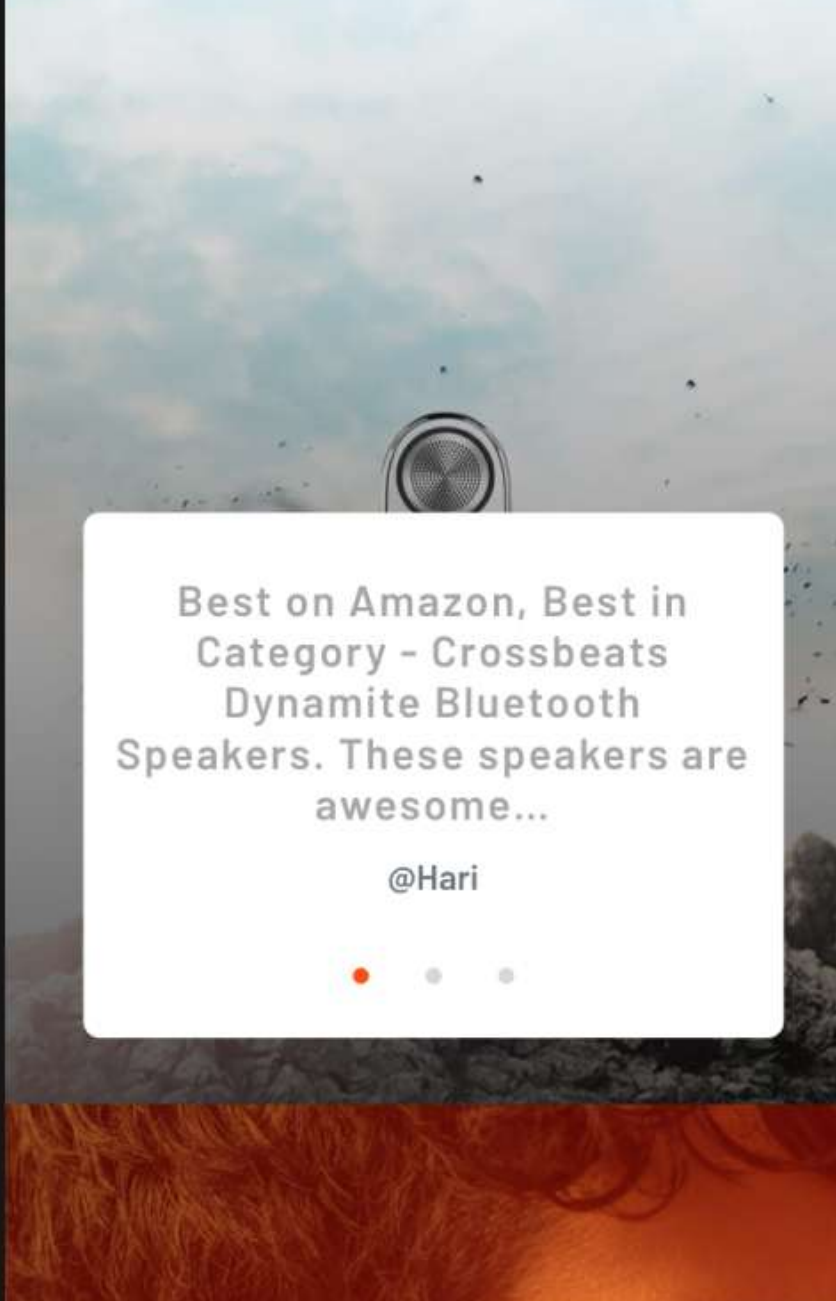 Best on Amazon, Best in
Category - Crossbeats
Dynamite Bluetooth
Speakers. These speakers are
awesome...
@Hari